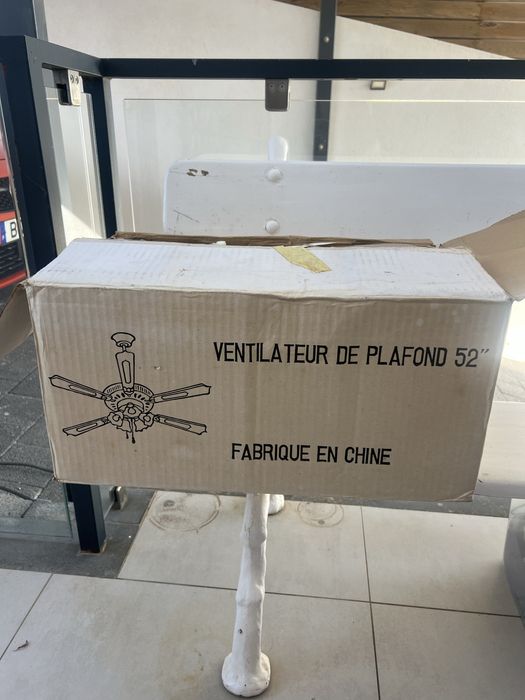 VENTILATEUR DE PLAFOND 52"
FABRIQUE EN CHINE